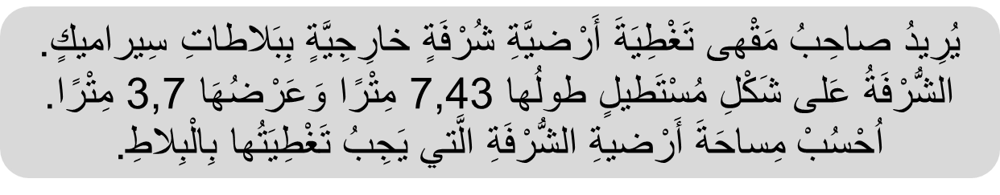 يُرِيدُ صاحِبُ مَقْهى تَغْطِيَةَ أَرْضيَّةِ شُرْفَةٍ خارِجِيَّةٍ بِبَلاطاتِ سِيراميكٍ.
الشُّرْفَةُ عَلى شَكْلِ مُسْتَطيلٍ طولُها 7,43 مِتْرًا وَ عَرْضُهَا 3,7 مِتْرًا.
اُحْسُبْ مِساحَةَ أَرْضيةِ الشُّرْفَةِ الَّتي يَجِبُ تَغْطِيَتُها بِالْبِلاطِ.